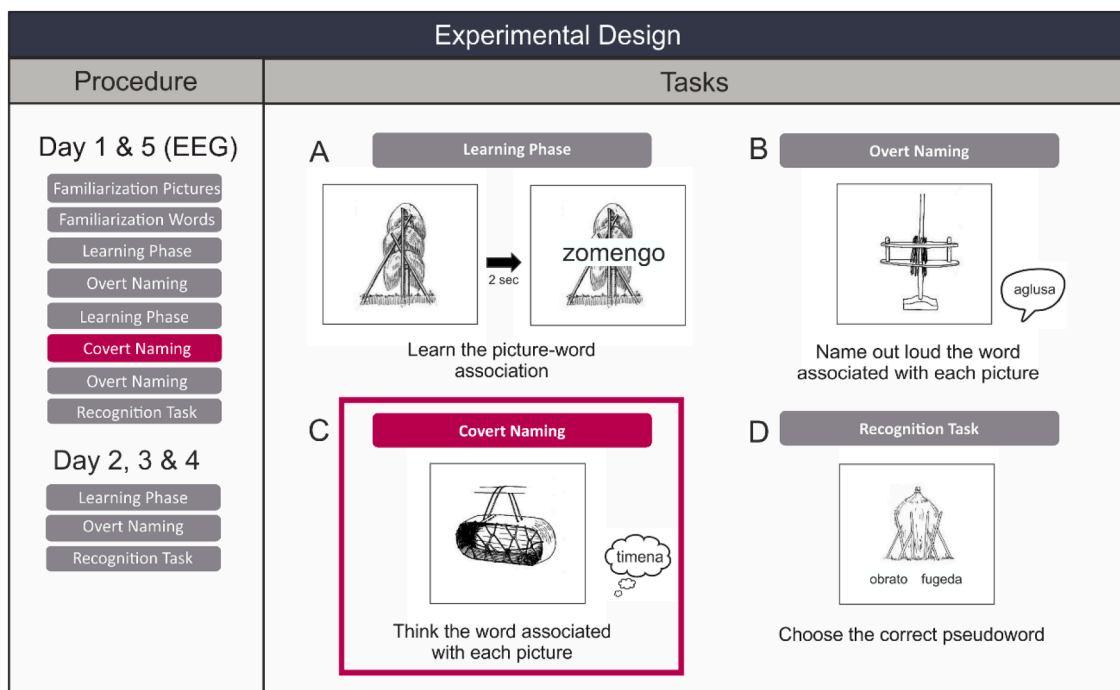 Experimental Design
Procedure
Tasks
Day 1 & 5 (EEG)
Familiarization Pictures
Familiarization Words
Learning Phase
Overt Naming
Learning Phase
Covert Naming
Overt Naming
Recognition Task
Day 2, 3 & 4
Learning Phase
Overt Naming
Recognition Task
A
Learning Phase
2 sec
zomengo
Learn the picture-word
association
B
Overt Naming
aglusa
Name out loud the word
associated with each picture
C
Covert Naming
timena
Think the word associated
with each picture
D
Recognition Task
obrato fugeda
Choose the correct pseudoword